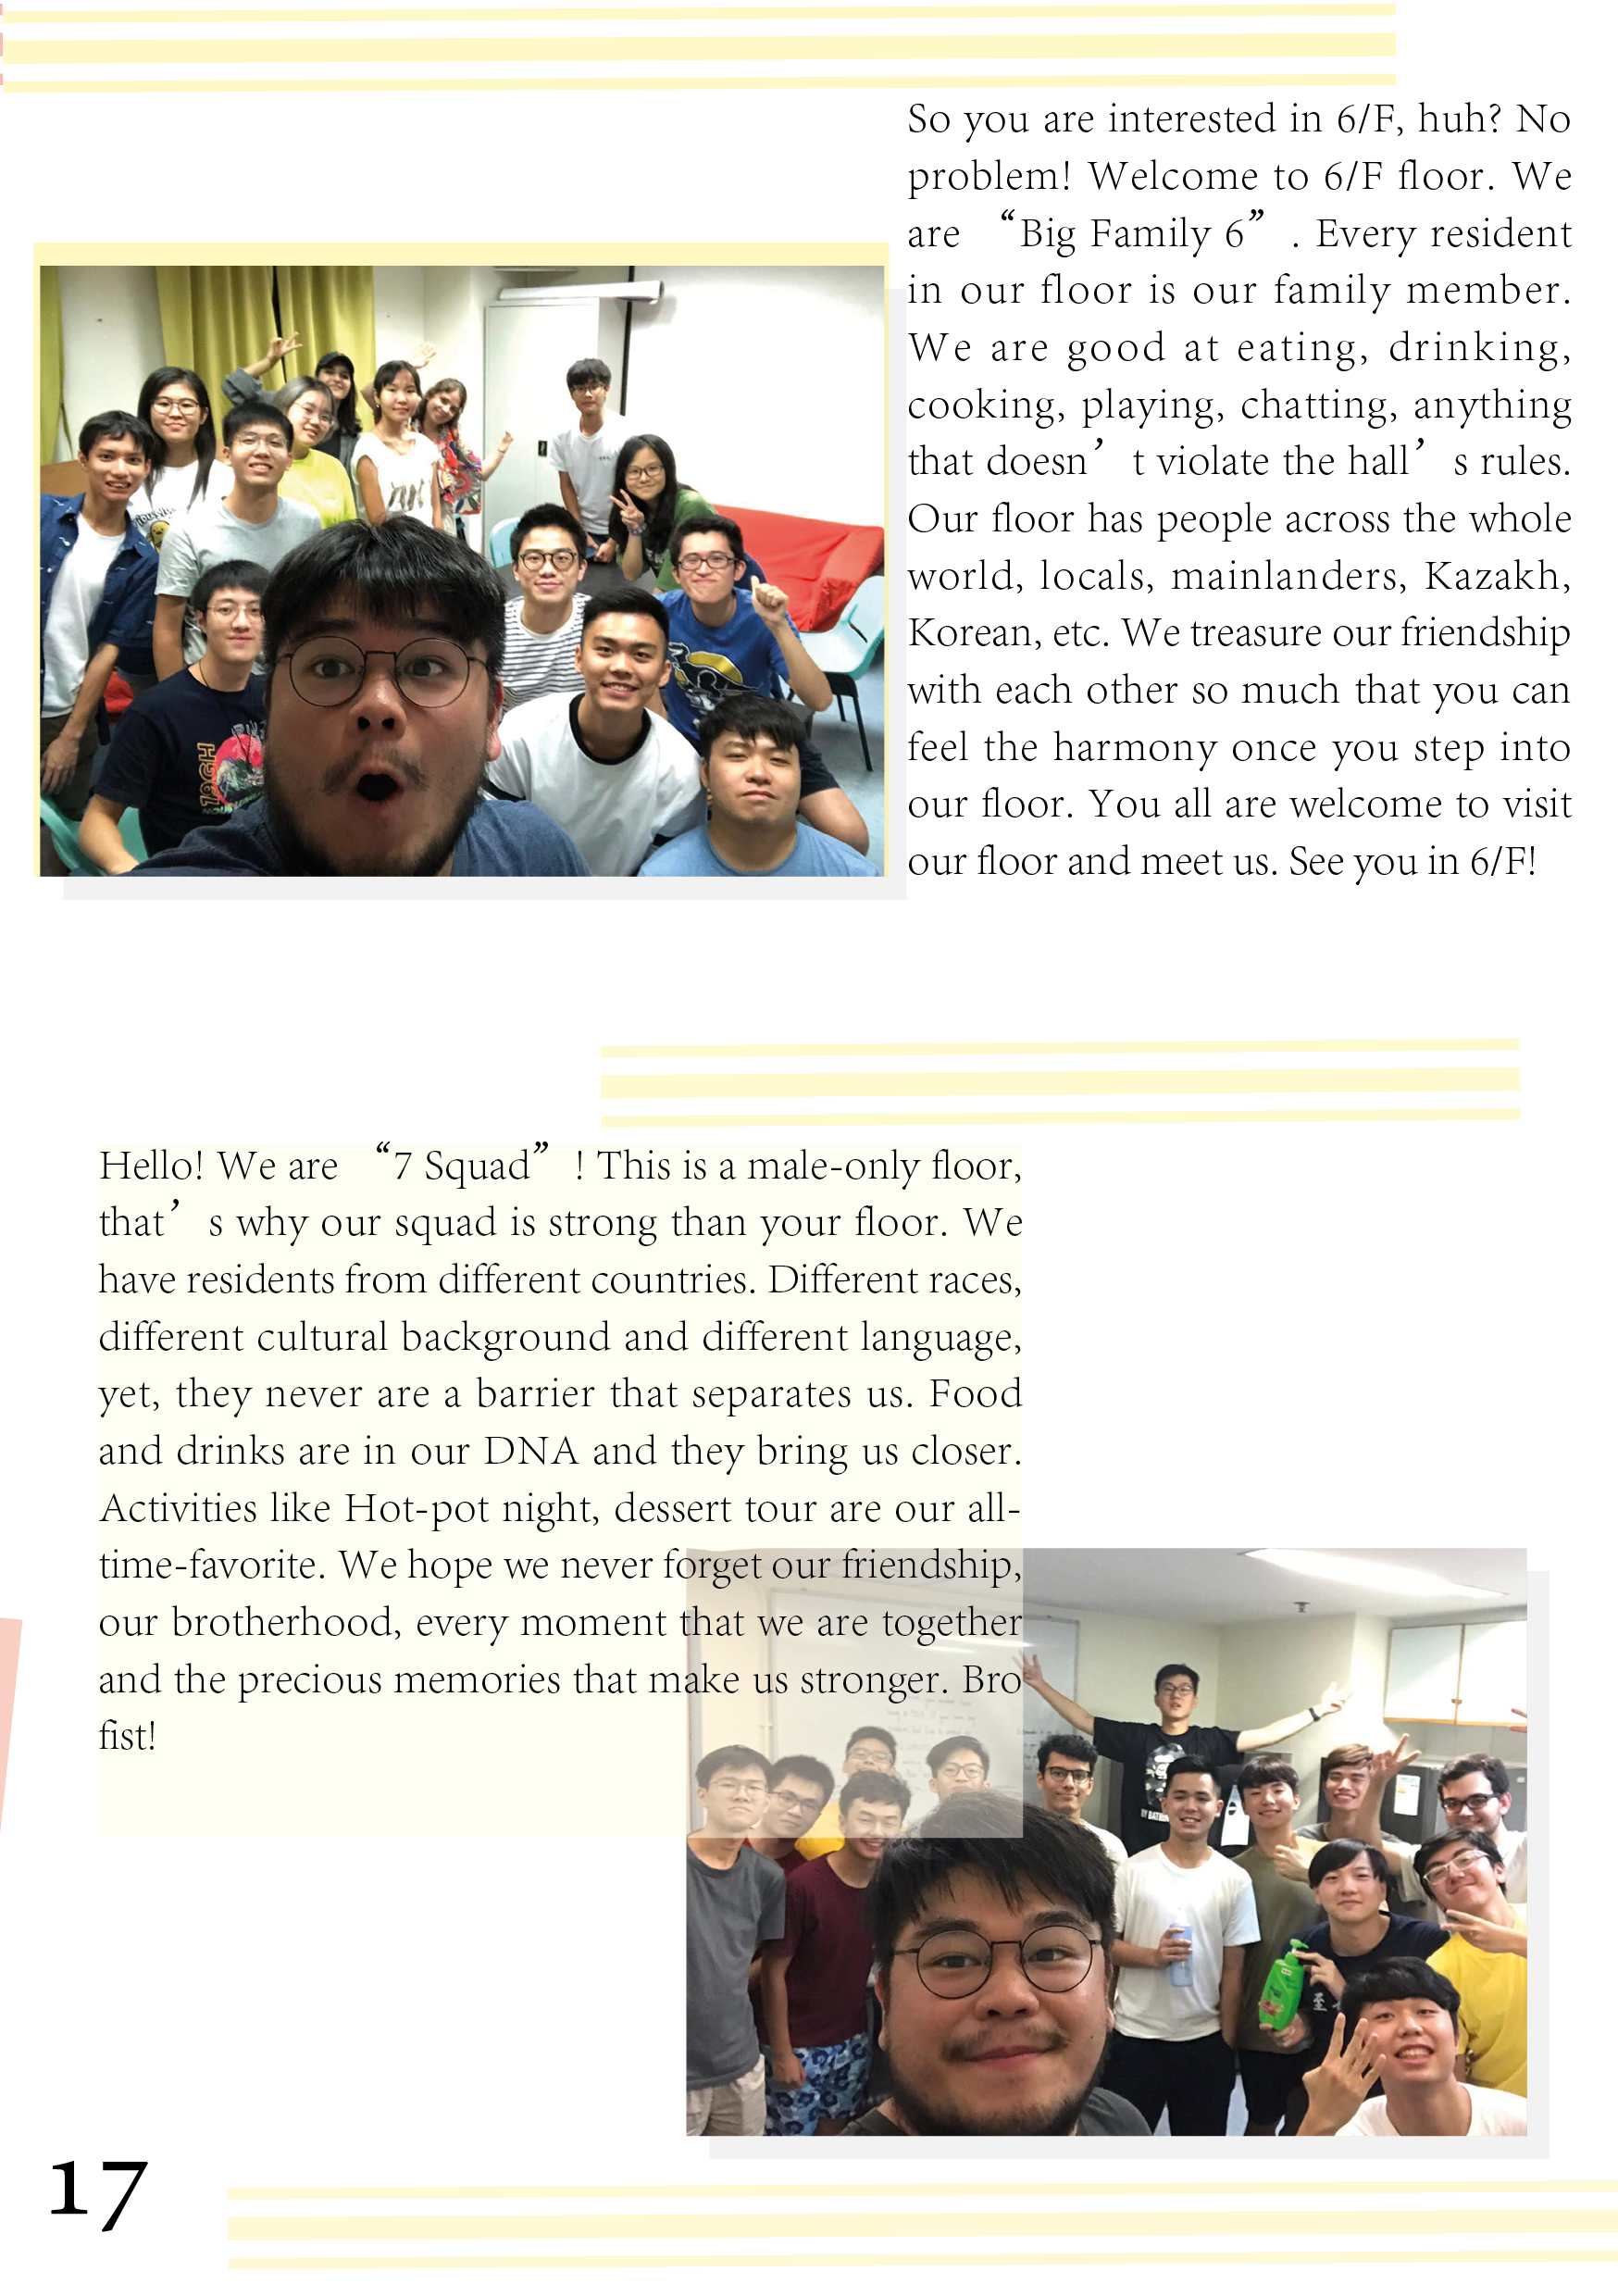 So you are interested in 6/F, huh? No
problem! Welcome to 6/F floor. We
are “Big Family 6”. Every resident
in our floor is our family member.
We are good at eating, drinking,
cooking, playing, chatting, anything
that doesn’t violate the hall’s rules.
Our floor has people across the whole
world, locals, mainlanders, Kazakh,
Korean, etc. We treasure our friendship
with each other so much that you can
feel the harmony once you step into
our floor. You all are welcome to visit
our floor and meet us. See you in 6/F!
Hello! We are “7 Squad”! This is a male-only floor,
that’s why our squad is strong than your floor. We
have residents from different countries. Different races,
different cultural background and different language,
yet, they never are a barrier that separates us. Food
and drinks are in our DNA and they bring us closer.
Activities like Hot-pot night, dessert tour are our all-
time-favorite. We hope we never forget our friendship,
our brotherhood, every moment that we are together
and the precious memories that make us stronger. Bro
fist!
17